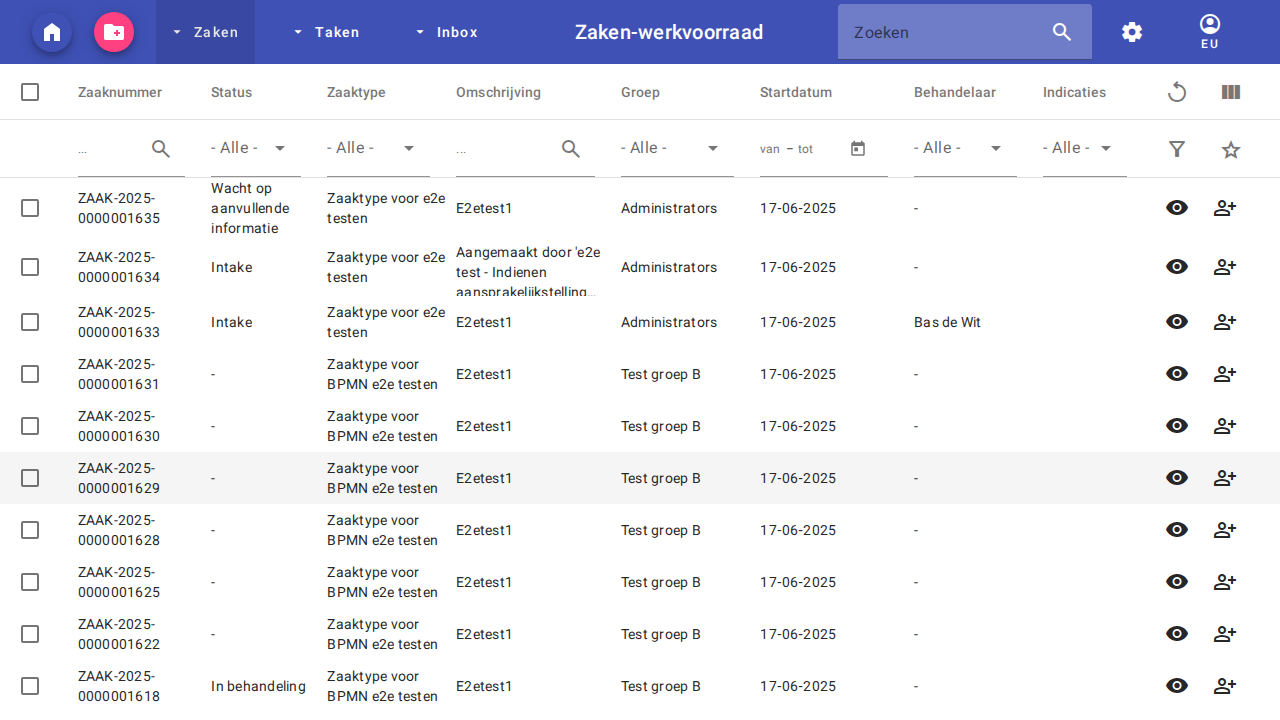 Zaken Taken Inbox Zaken-werkvoorraad Zoeken EU
Zaaknummer Status Zaaktype Omschrijving Groep Startdatum Behandelaar Indicaties
... - Alle - - Alle - ... - Alle - van – tot - Alle - - Alle -
ZAAK-2025-
0000001635
Wacht op
aanvullende
informatie
Zaaktype voor e2e
testen
E2etest1
Administrators
17-06-2025
-
ZAAK-2025-
0000001634
Intake
Zaaktype voor e2e
testen
Aangemaakt door 'e2e
test - Indienen
aansprakelijkstelling...
Administrators
17-06-2025
-
ZAAK-2025-
0000001633
Intake
Zaaktype voor e2e
testen
E2etest1
Administrators
17-06-2025
Bas de Wit
ZAAK-2025-
0000001631
-
Zaaktype voor
BPMN e2e testen
E2etest1
Test groep B
17-06-2025
-
ZAAK-2025-
0000001630
-
Zaaktype voor
BPMN e2e testen
E2etest1
Test groep B
17-06-2025
-
ZAAK-2025-
0000001629
-
Zaaktype voor
BPMN e2e testen
E2etest1
Test groep B
17-06-2025
-
ZAAK-2025-
0000001628
-
Zaaktype voor
BPMN e2e testen
E2etest1
Test groep B
17-06-2025
-
ZAAK-2025-
0000001625
-
Zaaktype voor
BPMN e2e testen
E2etest1
Test groep B
17-06-2025
-
ZAAK-2025-
0000001622
-
Zaaktype voor
BPMN e2e testen
E2etest1
Test groep B
17-06-2025
-
ZAAK-2025-
0000001618
In behandeling
Zaaktype voor
BPMN e2e testen
E2etest1
Test groep B
17-06-2025
-